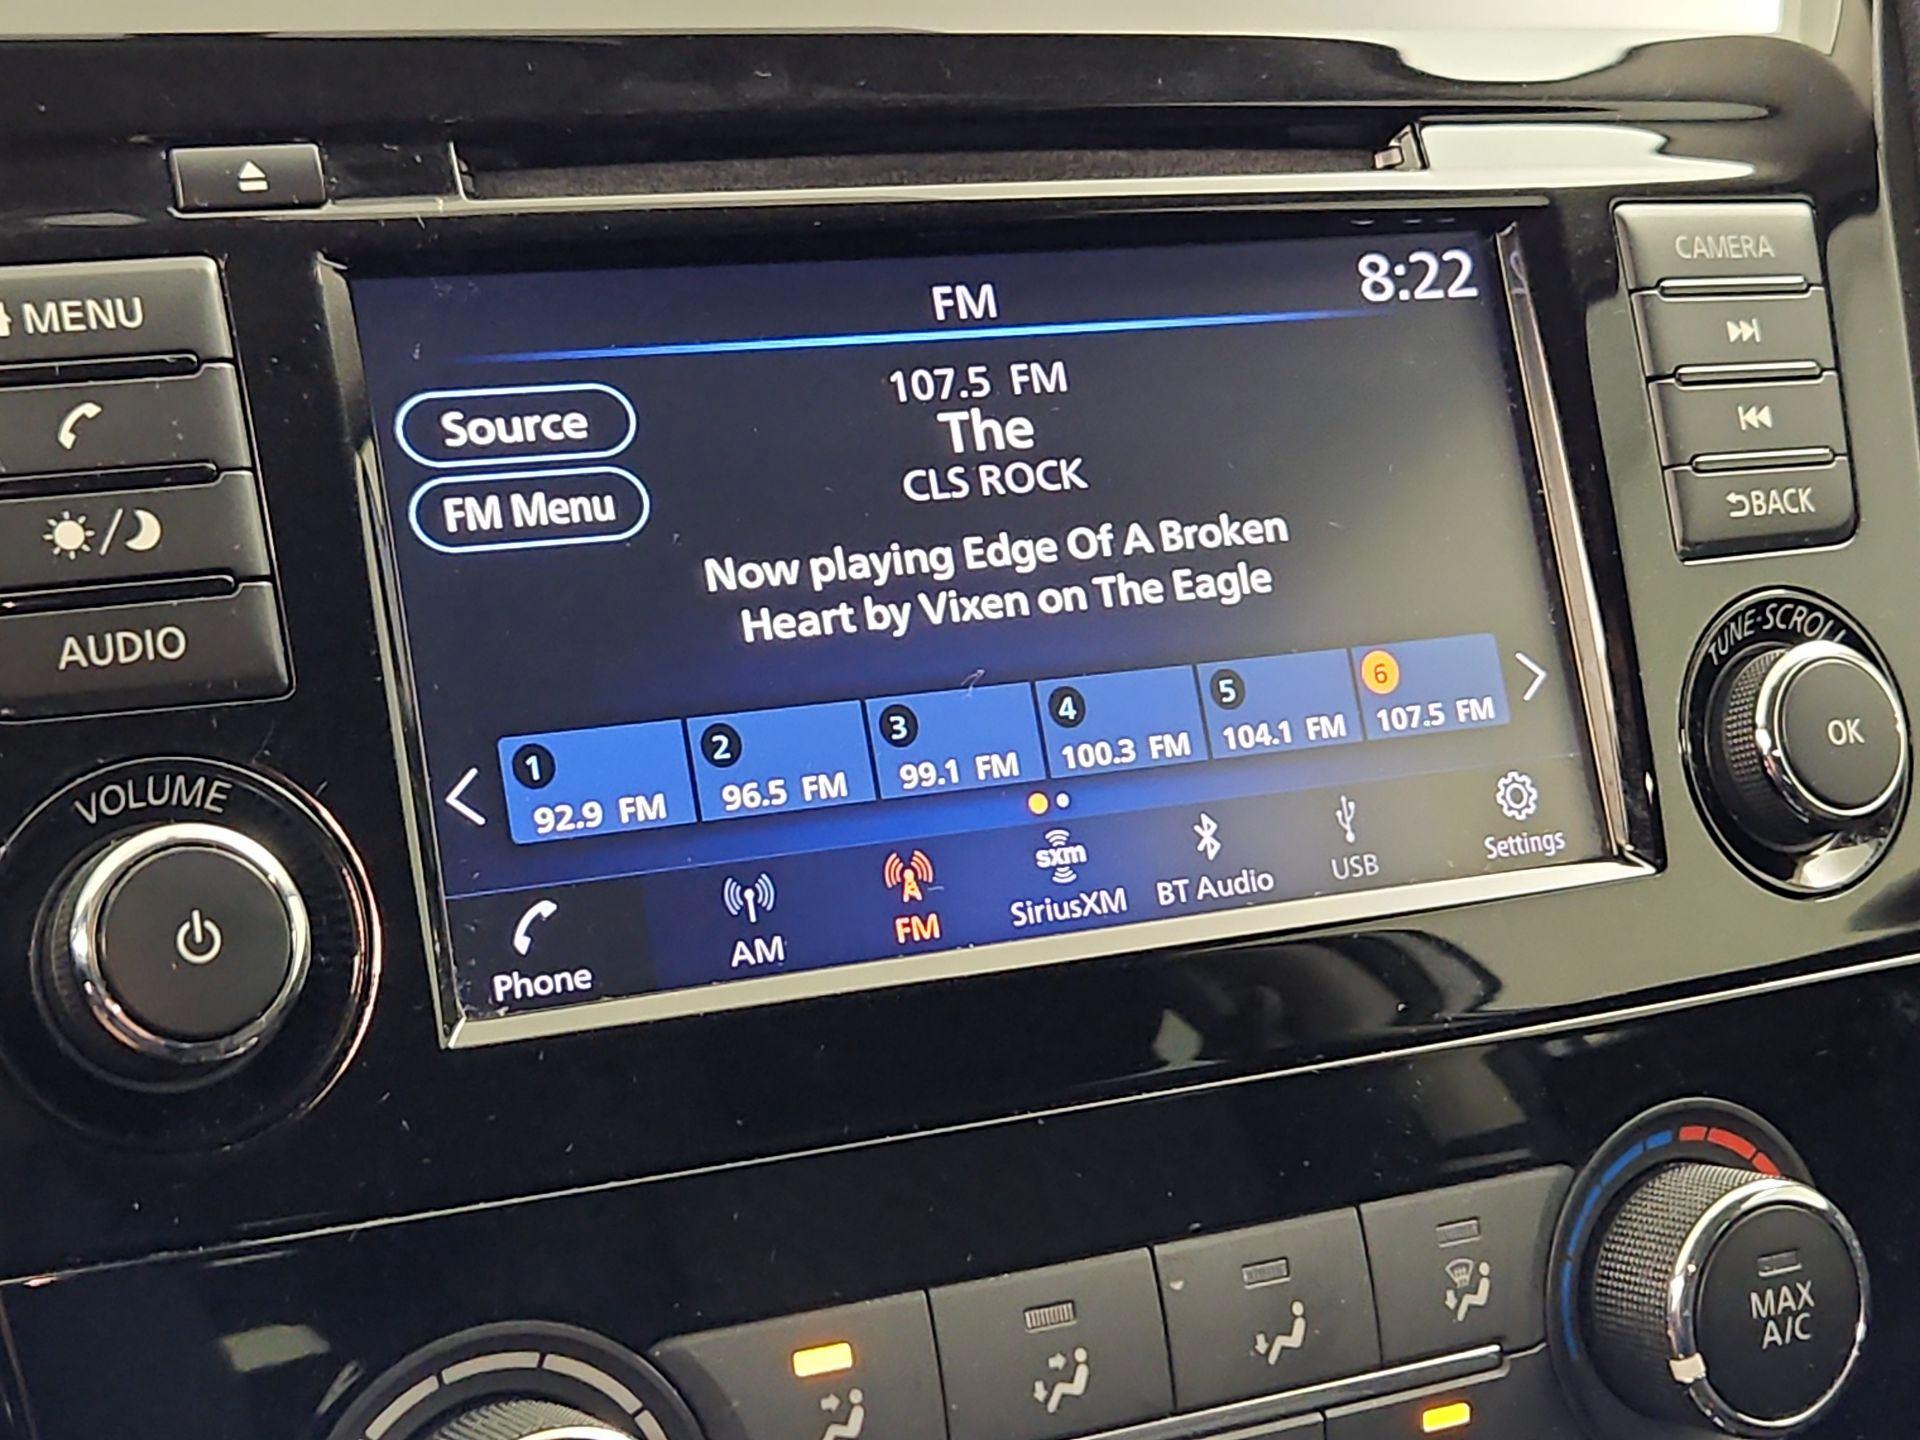 MENU
AUDIO
VOLUME
FM
8:22
Source
FM Menu
107.5 FM
The
CLS ROCK
Now playing Edge Of A Broken
Heart by Vixen on The Eagle
1
92.9 FM
2
96.5 FM
3
99.1 FM
4
100.3 FM
5
104.1 FM
6
107.5 FM
Phone
AM
FM
sxm
SiriusXM
BT Audio
USB
Settings
CAMERA
BACK
TUNE·SCROLL
OK
MAX
A/C